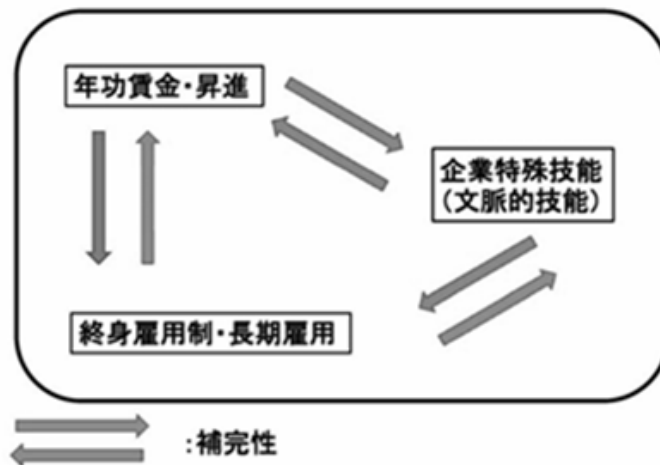 年功賃金・昇進
企業特殊技能
（文脈的技能）
終身雇用制・長期雇用
：補完性